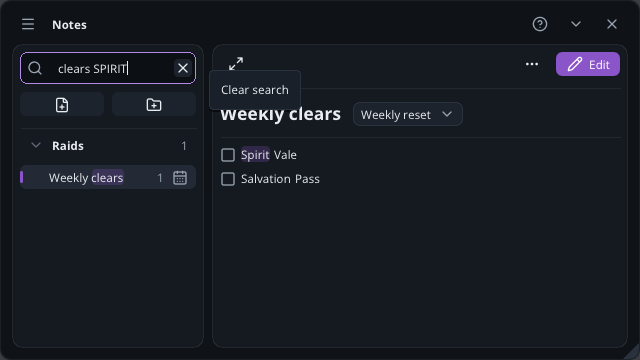 Notes
clears SPIRIT
Clear search
Edit
Raids 1
Weekly clears 1
Weekly clears Weekly reset
Spirit Vale
Salvation Pass